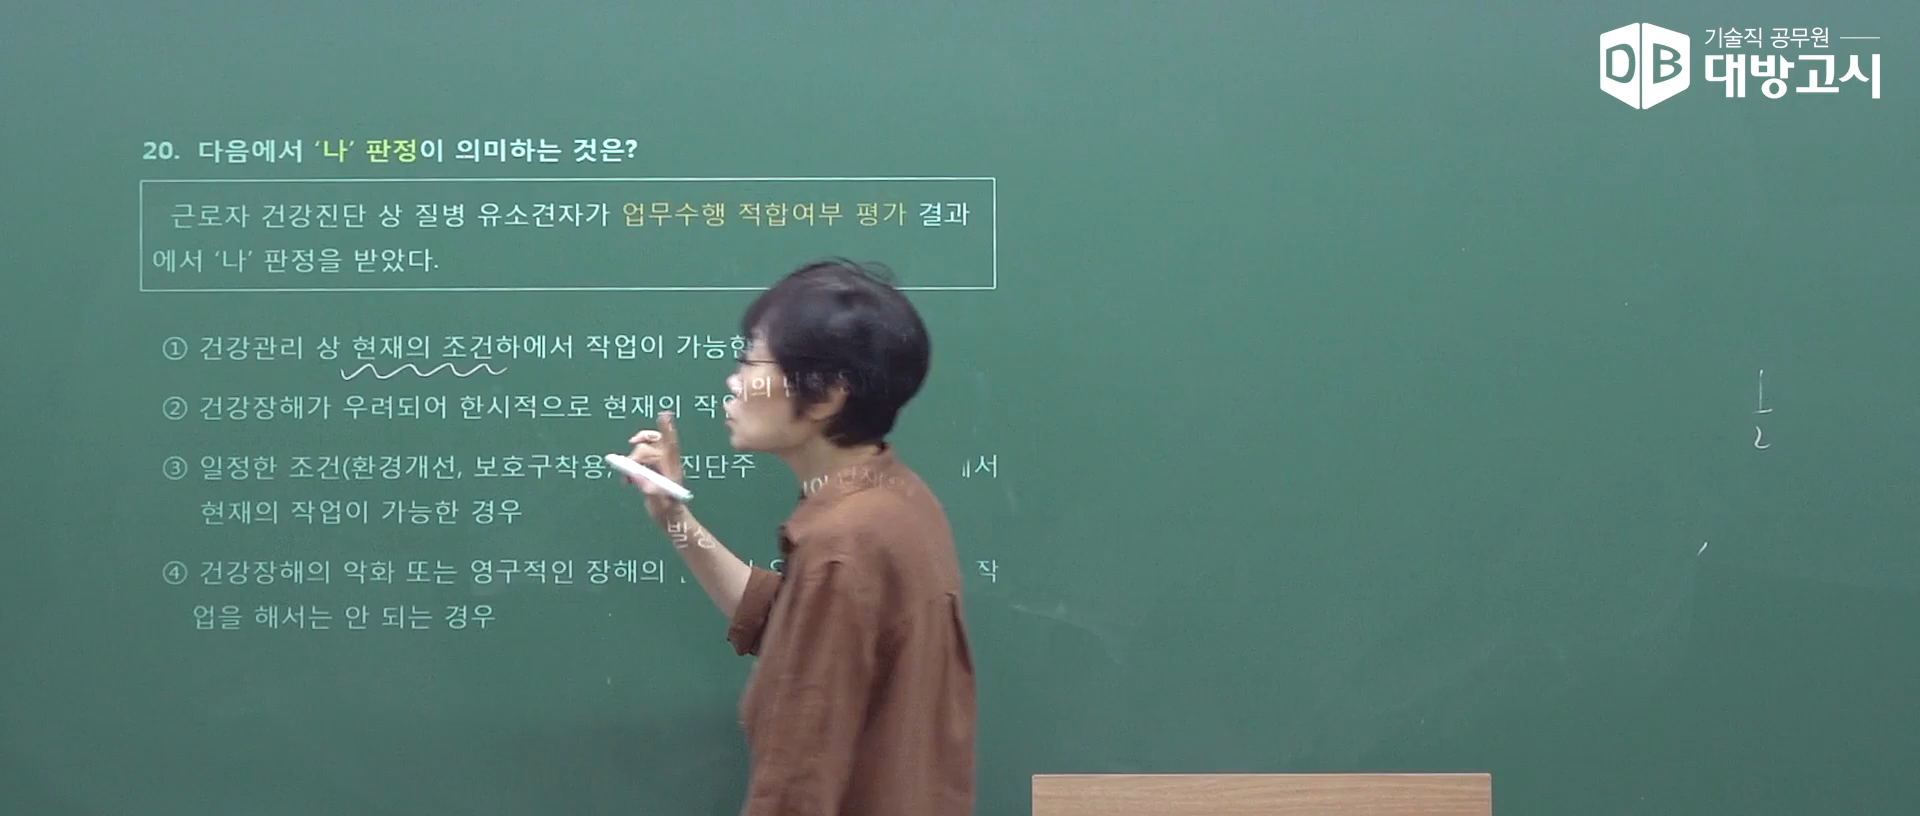 기술직 공무원
DB 대방고시
20. 다음에서 '나' 판정이 의미하는 것은?
근로자 건강진단 상 질병 유소견자가 업무수행 적합여부 평가 결과
에서 '나' 판정을 받았다.
① 건강관리 상 현재의 조건하에서 작업이 가능한
② 건강장해가 우려되어 한시적으로 현재의
③ 일정한 조건(환경개선, 보호구착용,
현재의 작업이 가능한 경우
④ 건강장해의 악화 또는 영구적인 장해의 발생 작
업을 해서는 안 되는 경우
1
2